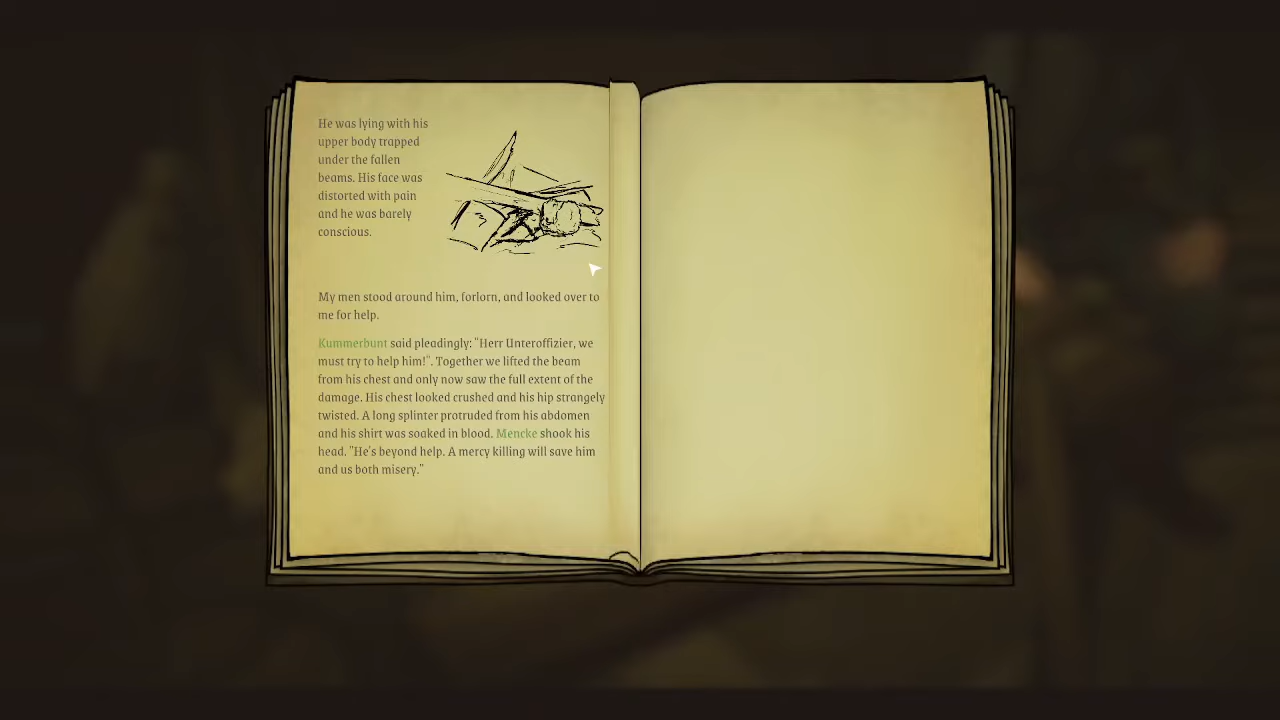 He was lying with his
upper body trapped
under the fallen
beams. His face was
distorted with pain
and he was barely
conscious.
My men stood around him, forlorn, and looked over to
me for help.
Kummerbunt said pleadingly: "Herr Unteroffizier, we
must try to help him!". Together we lifted the beam
from his chest and only now saw the full extent of the
damage. His chest looked crushed and his hip strangely
twisted. A long splinter protruded from his abdomen
and his shirt was soaked in blood. Mencke shook his
head. "He's beyond help. A mercy killing will save him
and us both misery."